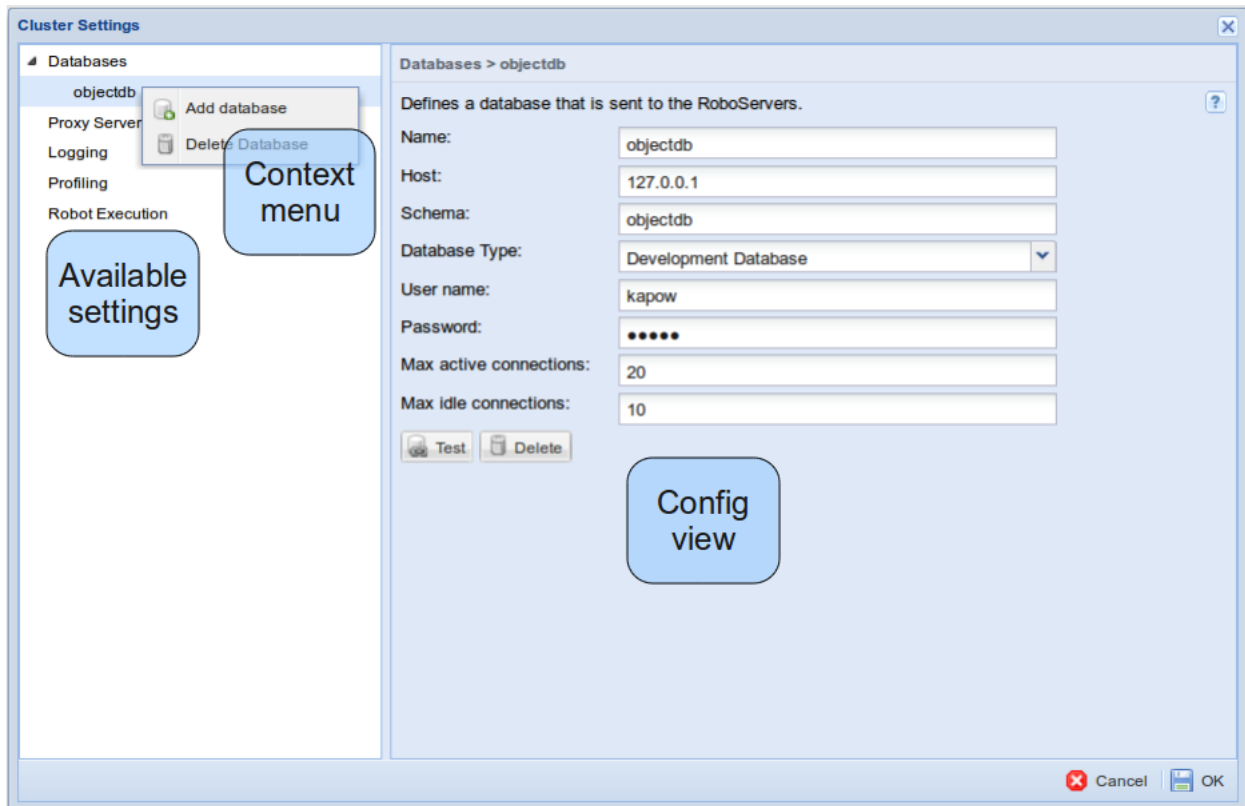 Cluster Settings
Databases
objectdb
Add database
Delete Database
Proxy Server
Logging
Profiling
Robot Execution
Context
menu
Available
settings
Databases > objectdb
Defines a database that is sent to the RoboServers.
?
Name: objectdb
Host: 127.0.0.1
Schema: objectdb
Database Type: Development Database
User name: kapow
Password: •••••
Max active connections: 20
Max idle connections: 10
Test Delete
Config
view
Cancel OK